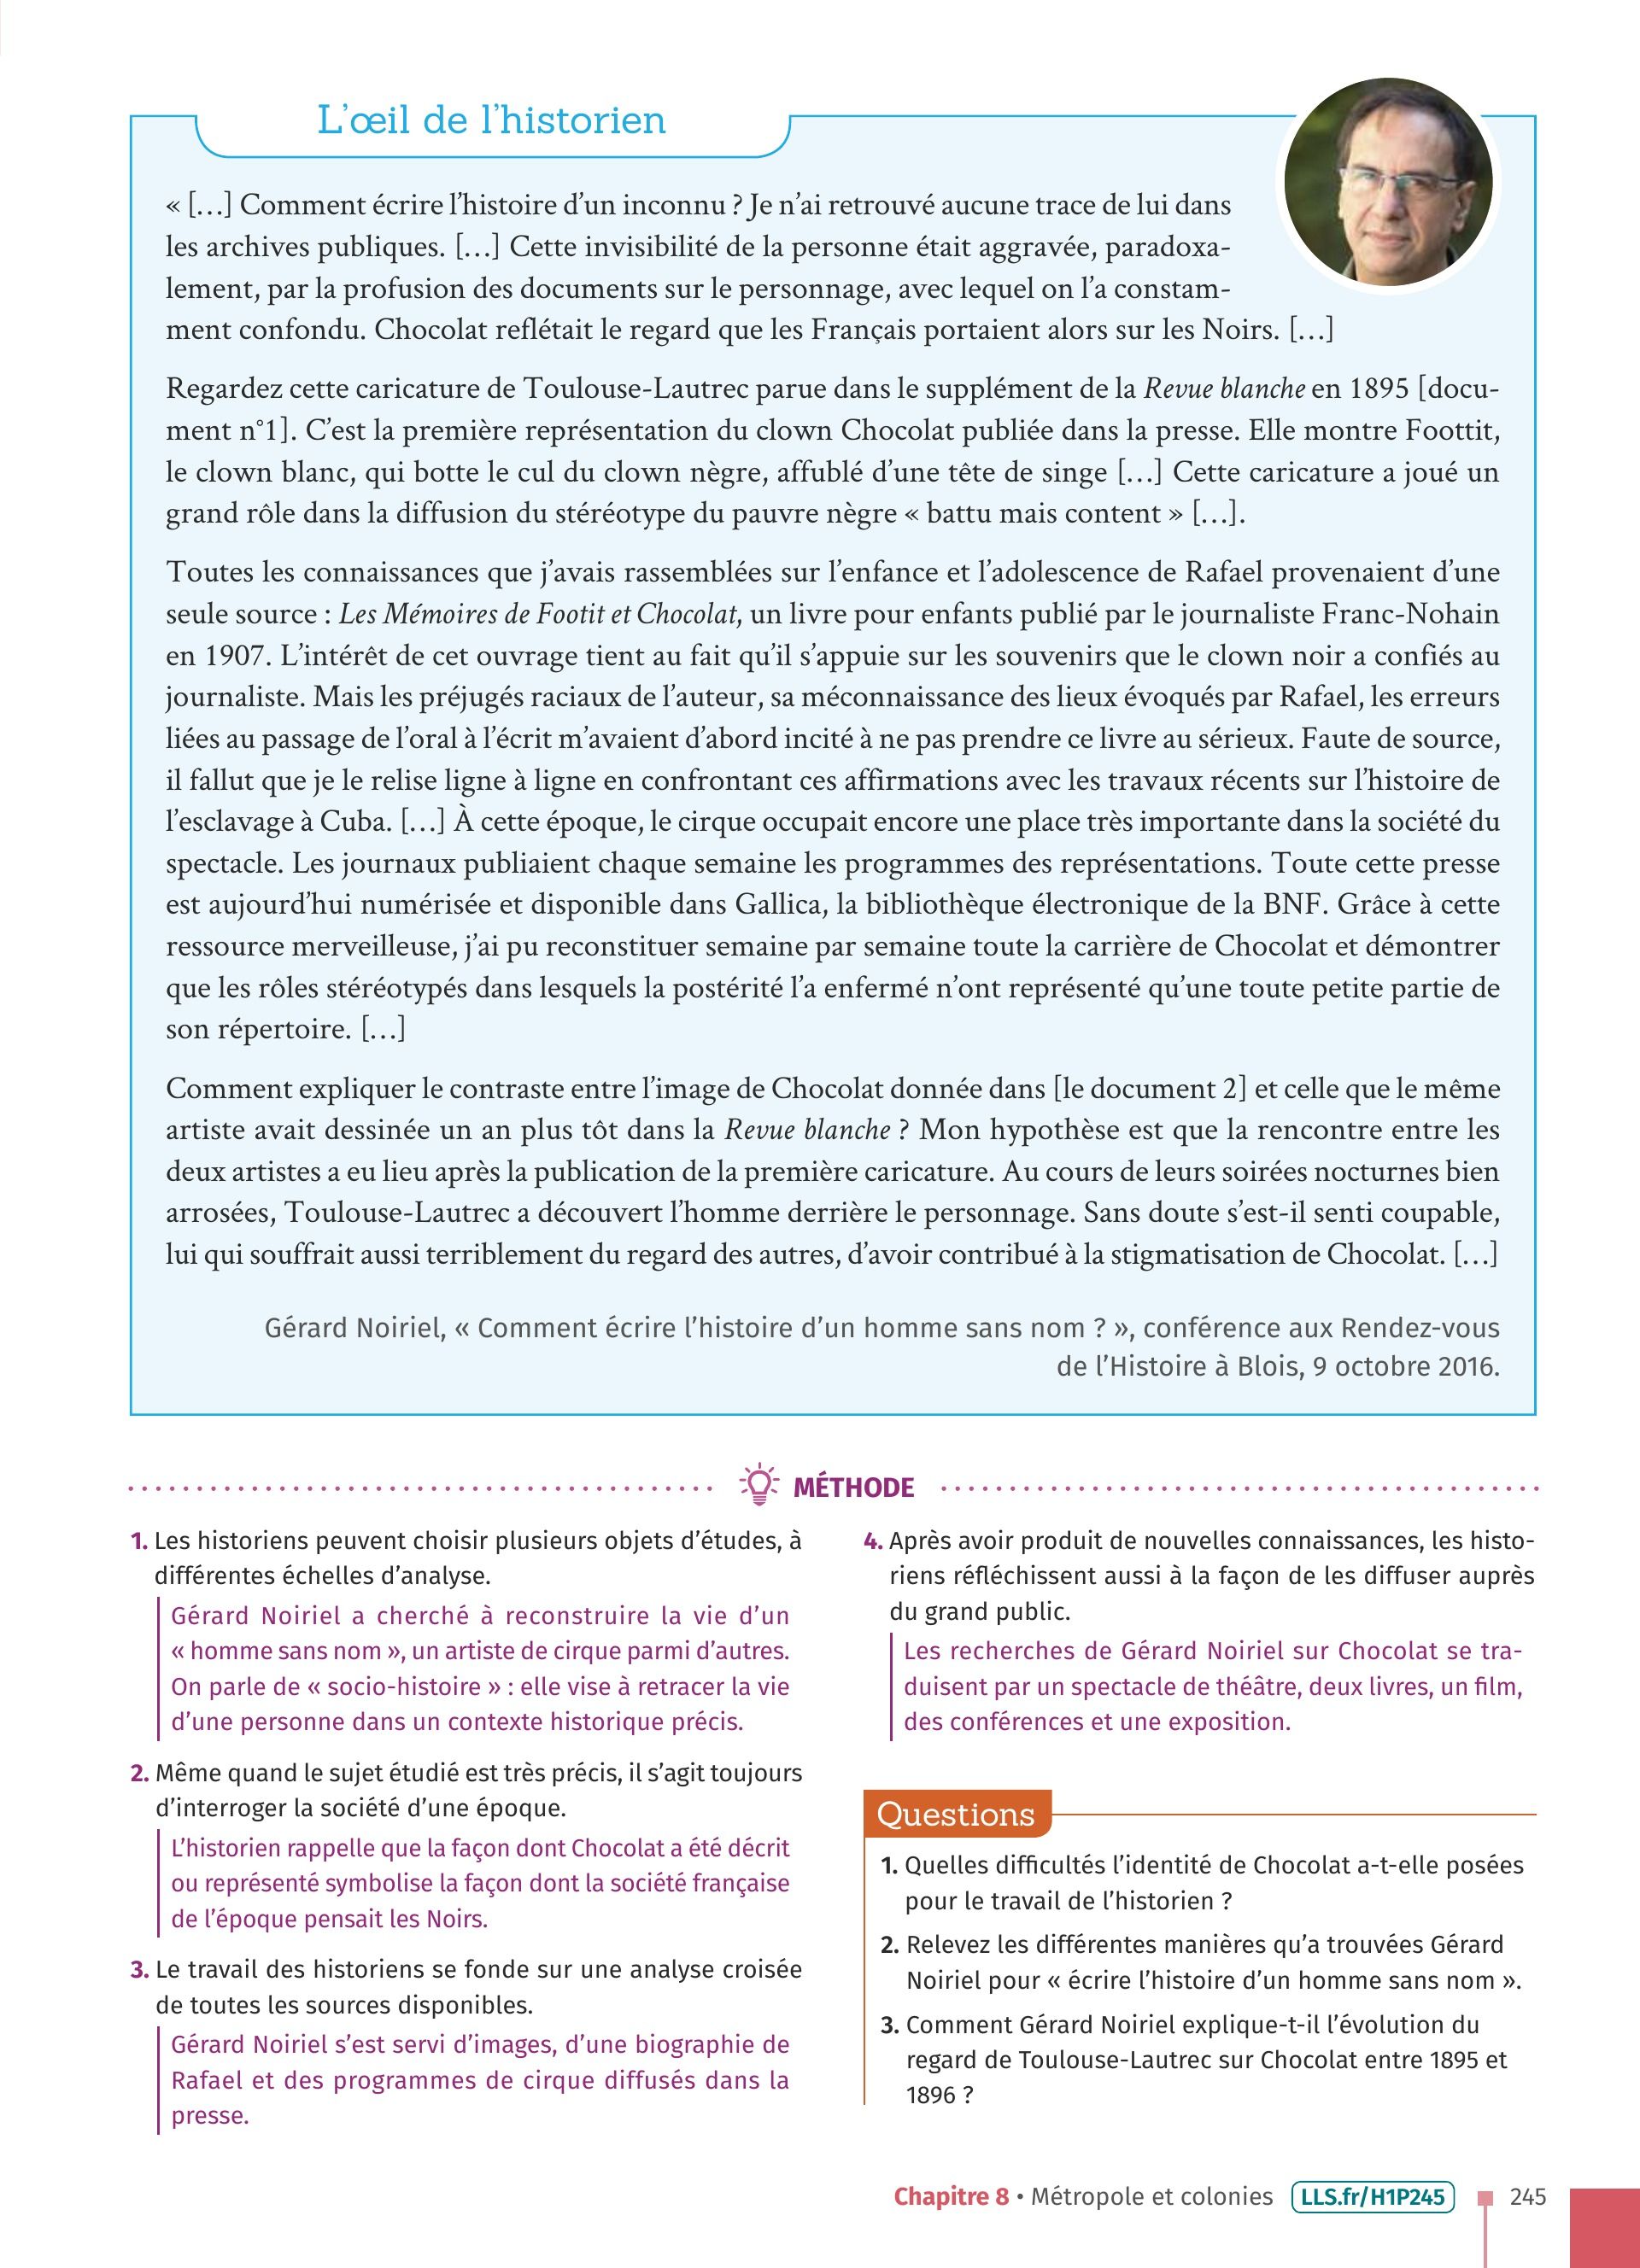 L'œil de l'historien
« […] Comment écrire l'histoire d'un inconnu ? Je n'ai retrouvé aucune trace de lui dans
les archives publiques. […] Cette invisibilité de la personne était aggravée, paradoxa-
lement, par la profusion des documents sur le personnage, avec lequel on l'a constam-
ment confondu. Chocolat reflétait le regard que les Français portaient alors sur les Noirs. […]
Regardez cette caricature de Toulouse-Lautrec parue dans le supplément de la Revue blanche en 1895 [docu-
ment n°1]. C'est la première représentation du clown Chocolat publiée dans la presse. Elle montre Foottit,
le clown blanc, qui botte le cul du clown nègre, affublé d'une tête de singe […] Cette caricature a joué un
grand rôle dans la diffusion du stéréotype du pauvre nègre « battu mais content » […].
Toutes les connaissances que j'avais rassemblées sur l'enfance et l'adolescence de Rafael provenaient d'une
seule source : Les Mémoires de Footit et Chocolat, un livre pour enfants publié par le journaliste Franc-Nohain
en 1907. L'intérêt de cet ouvrage tient au fait qu'il s'appuie sur les souvenirs que le clown noir a confiés au
journaliste. Mais les préjugés raciaux de l'auteur, sa méconnaissance des lieux évoqués par Rafael, les erreurs
liées au passage de l'oral à l'écrit m'avaient d'abord incité à ne pas prendre ce livre au sérieux. Faute de source,
il fallut que je le relise ligne à ligne en confrontant ces affirmations avec les travaux récents sur l'histoire de
l'esclavage à Cuba. […] À cette époque, le cirque occupait encore une place très importante dans la société du
spectacle. Les journaux publiaient chaque semaine les programmes des représentations. Toute cette presse
est aujourd'hui numérisée et disponible dans Gallica, la bibliothèque électronique de la BNF. Grâce à cette
ressource merveilleuse, j'ai pu reconstituer semaine par semaine toute la carrière de Chocolat et démontrer
que les rôles stéréotypés dans lesquels la postérité l'a enfermé n'ont représenté qu'une toute petite partie de
son répertoire. […]
Comment expliquer le contraste entre l'image de Chocolat donnée dans [le document 2] et celle que le même
artiste avait dessinée un an plus tôt dans la Revue blanche ? Mon hypothèse est que la rencontre entre les
deux artistes a eu lieu après la publication de la première caricature. Au cours de leurs soirées nocturnes bien
arrosées, Toulouse-Lautrec a découvert l'homme derrière le personnage. Sans doute s'est-il senti coupable,
lui qui souffrait aussi terriblement du regard des autres, d'avoir contribué à la stigmatisation de Chocolat. […]
Gérard Noiriel, « Comment écrire l'histoire d'un homme sans nom ? », conférence aux Rendez-vous
de l'Histoire à Blois, 9 octobre 2016.
MÉTHODE
1. Les historiens peuvent choisir plusieurs objets d'études, à
différentes échelles d'analyse.
Gérard Noiriel a cherché à reconstruire la vie d'un
« homme sans nom », un artiste de cirque parmi d'autres.
On parle de « socio-histoire » : elle vise à retracer la vie
d'une personne dans un contexte historique précis.
2. Même quand le sujet étudié est très précis, il s'agit toujours
d'interroger la société d'une époque.
L'historien rappelle que la façon dont Chocolat a été décrit
ou représenté symbolise la façon dont la société française
de l'époque pensait les Noirs.
3. Le travail des historiens se fonde sur une analyse croisée
de toutes les sources disponibles.
Gérard Noiriel s'est servi d'images, d'une biographie de
Rafael et des programmes de cirque diffusés dans la
presse.
4. Après avoir produit de nouvelles connaissances, les histo-
riens réfléchissent aussi à la façon de les diffuser auprès
du grand public.
Les recherches de Gérard Noiriel sur Chocolat se tra-
duisent par un spectacle de théâtre, deux livres, un film,
des conférences et une exposition.
Questions
1. Quelles difficultés l'identité de Chocolat a-t-elle posées
pour le travail de l'historien ?
2. Relevez les différentes manières qu'a trouvées Gérard
Noiriel pour « écrire l'histoire d'un homme sans nom ».
3. Comment Gérard Noiriel explique-t-il l'évolution du
regard de Toulouse-Lautrec sur Chocolat entre 1895 et
1896 ?
Chapitre 8 • Métropole et colonies LLS.fr/H1P245 245